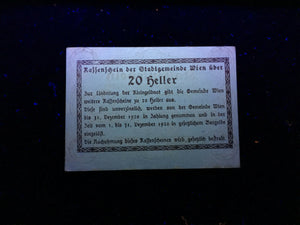 Kassenschein der Stadtgemeinde Wien über
20 Heller
Zur Linderung der Kleingeldnot gibt die Gemeinde Wien
weitere Kassenscheine zu 20 Heller aus.
Diese sind unverzinslich, werden von der Gemeinde Wien
bis 31. Dezember 1920 in Zahlung genommen und in der
Zeit vom 1. bis 31. Dezember 1920 in gesetzlichem Bargelde
eingelöst.
Die Nachahmung dieses Kassenscheines wird gesetzlich bestraft.